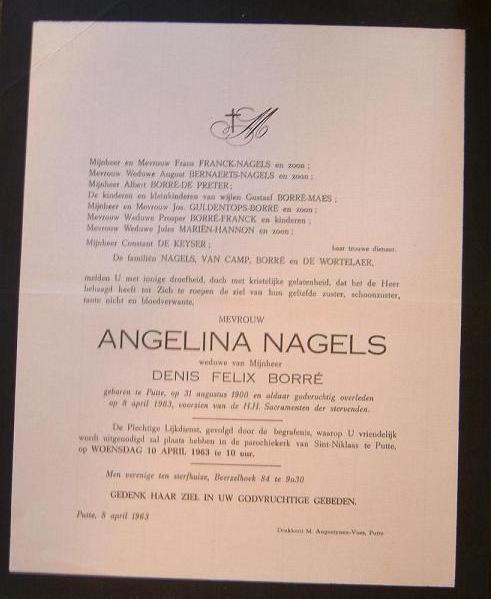 Mijnheer en Mevrouw Frans FRANCK-NAGELS en zoon ;
Mevrouw Weduwe August BERNAERTS-NAGELS en zoon ;
Mijnheer Albert BORRÉ-DE PRETER ;
De kinderen en kleinkinderen van wijlen Gustaaf BORRÉ-MAES ;
Mijnheer en Mevrouw Jos. GULDENTOPS-BORRÉ en zoon ;
Mevrouw Weduwe Prosper BORRÉ-FRANCK en kinderen ;
Mevrouw Weduwe Jules MARIËN-HANNON en zoon ;
Mijnheer Constant DE KEYSER ; haar trouwe dienaar.
De familiën NAGELS, VAN CAMP, BORRÉ en DE WORTELAER,
melden U met innige droefheid, doch met kristelijke gelatenheid, dat het de Heer
behaagd heeft tot Zich te roepen de ziel van hun geliefde zuster, schoonzuster,
tante nicht en bloedverwante,
MEVROUW
ANGELINA NAGELS
weduwe van Mijnheer
DENIS FELIX BORRÉ
geboren te Putte, op 31 augustus 1900 en aldaar godvruchtig overleden
op 8 april 1963, voorzien van de H.H. Sacramenten der stervenden.
De Plechtige Lijkdienst, gevolgd door de begrafenis, waarop U vriendelijk
wordt uitgenodigd zal plaats hebben in de parochiekerk van Sint-Niklaas te Putte,
op WOENSDAG 10 APRIL 1963 te 10 uur.
Men verenige ten sterfhuize, Beerzelhoek 84 te 9u30
GEDENK HAAR ZIEL IN UW GODVRUCHTIGE GEBEDEN.
Putte, 8 april 1963
Drukkerij M. Augustynen-Vaes, Putte